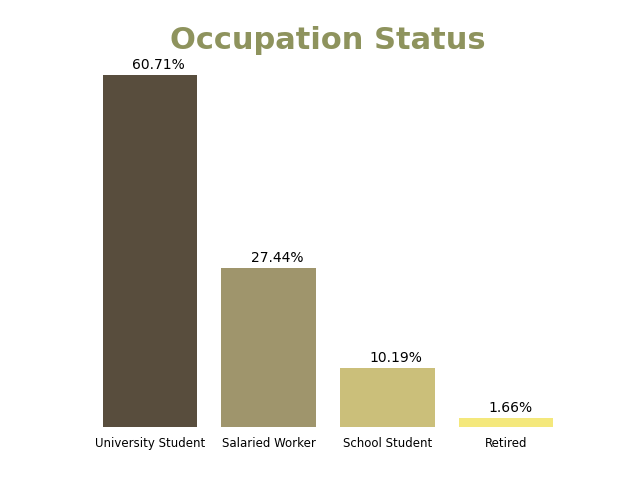 Occupation Status
60.71%
27.44%
10.19%
1.66%
University Student
Salaried Worker
School Student
Retired